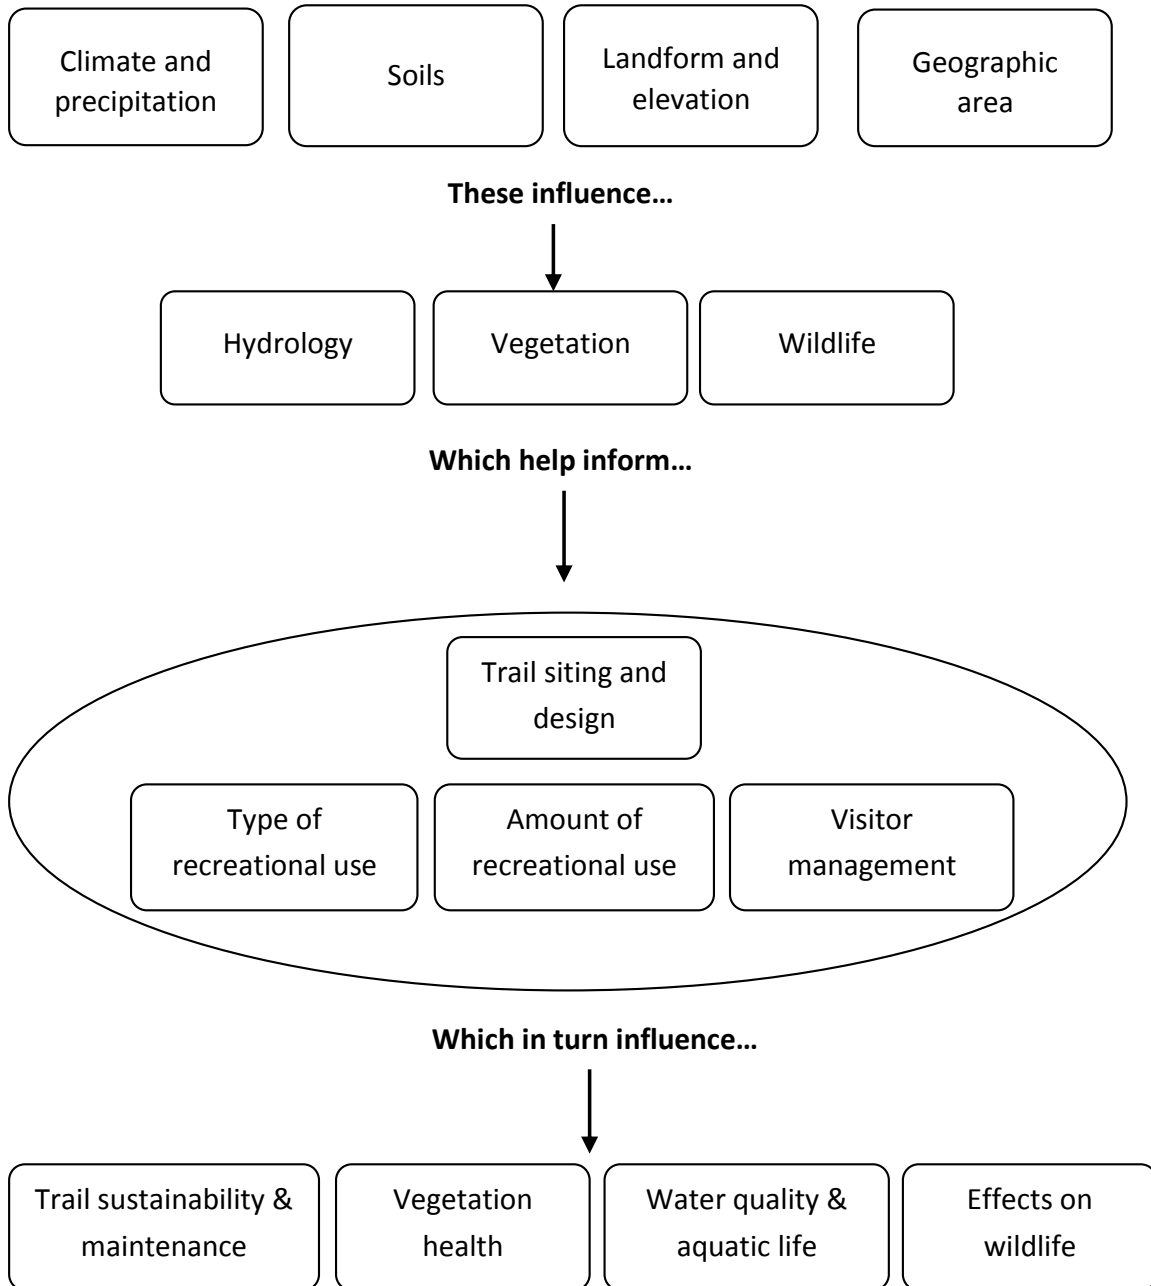 Climate and
precipitation
Soils
Landform and
elevation
Geographic
area
These influence…
Hydrology
Vegetation
Wildlife
Which help inform…
Trail siting and
design
Type of
recreational use
Amount of
recreational use
Visitor
management
Which in turn influence…
Trail sustainability &
maintenance
Vegetation
health
Water quality &
aquatic life
Effects on
wildlife